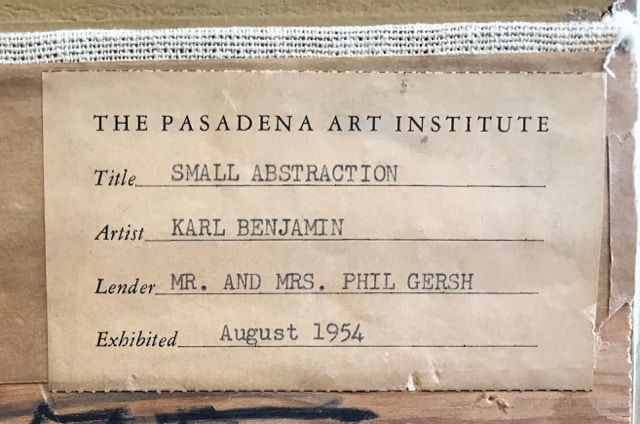 THE PASADENA ART INSTITUTE
Title SMALL ABSTRACTION
Artist KARL BENJAMIN
Lender MR. AND MRS. PHIL GERSH
Exhibited August 1954